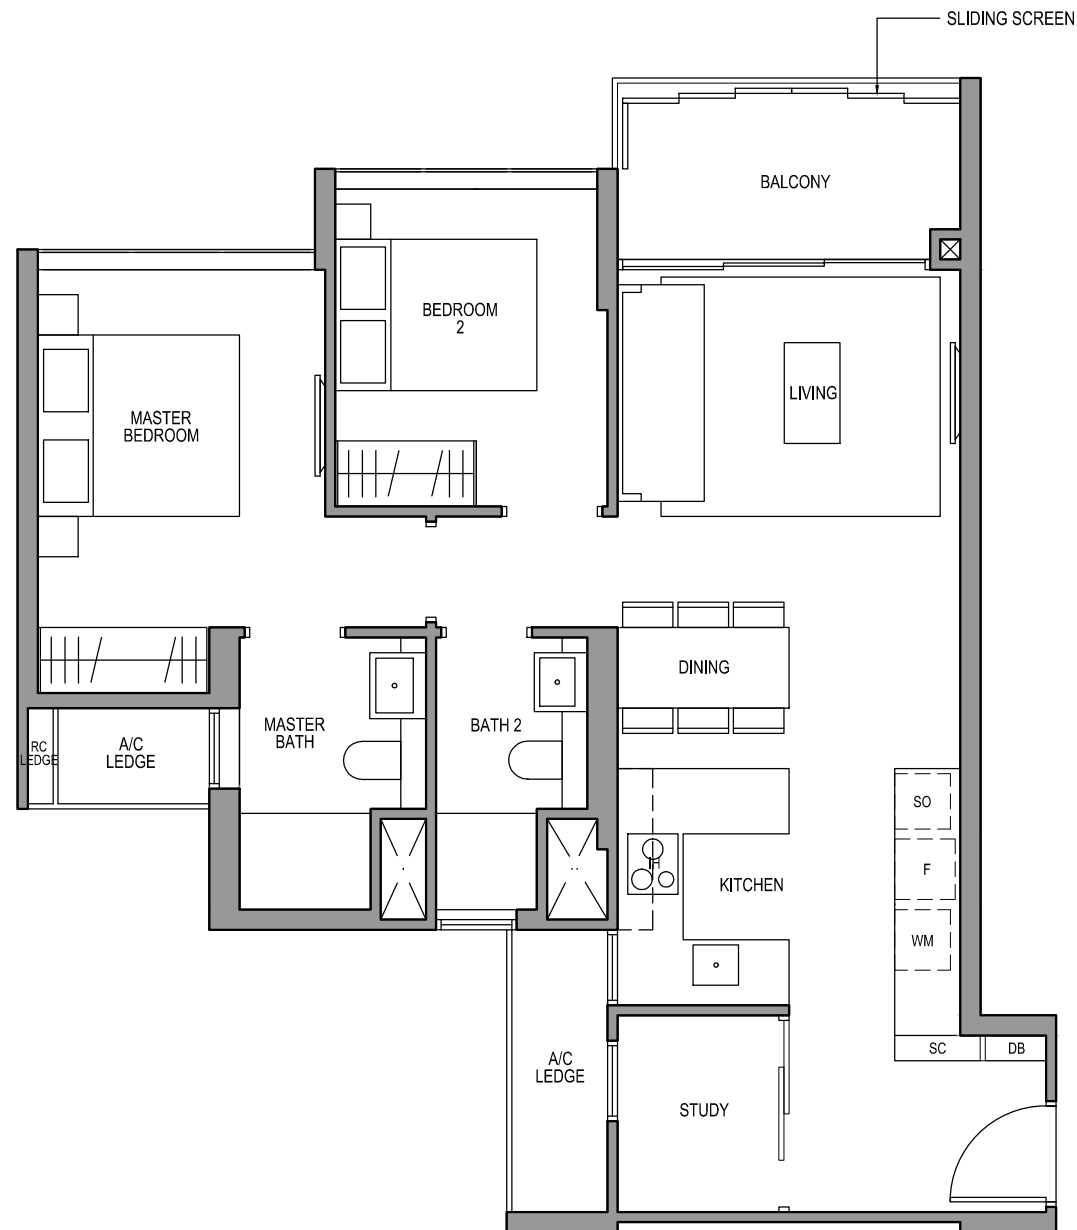 SLIDING SCREEN
BALCONY
BEDROOM
2
LIVING
MASTER
BEDROOM
DINING
MASTER
BATH
BATH 2
RC
LEDGE
A/C
LEDGE
SO
F
KITCHEN
WM
SC
DB
A/C
LEDGE
STUDY